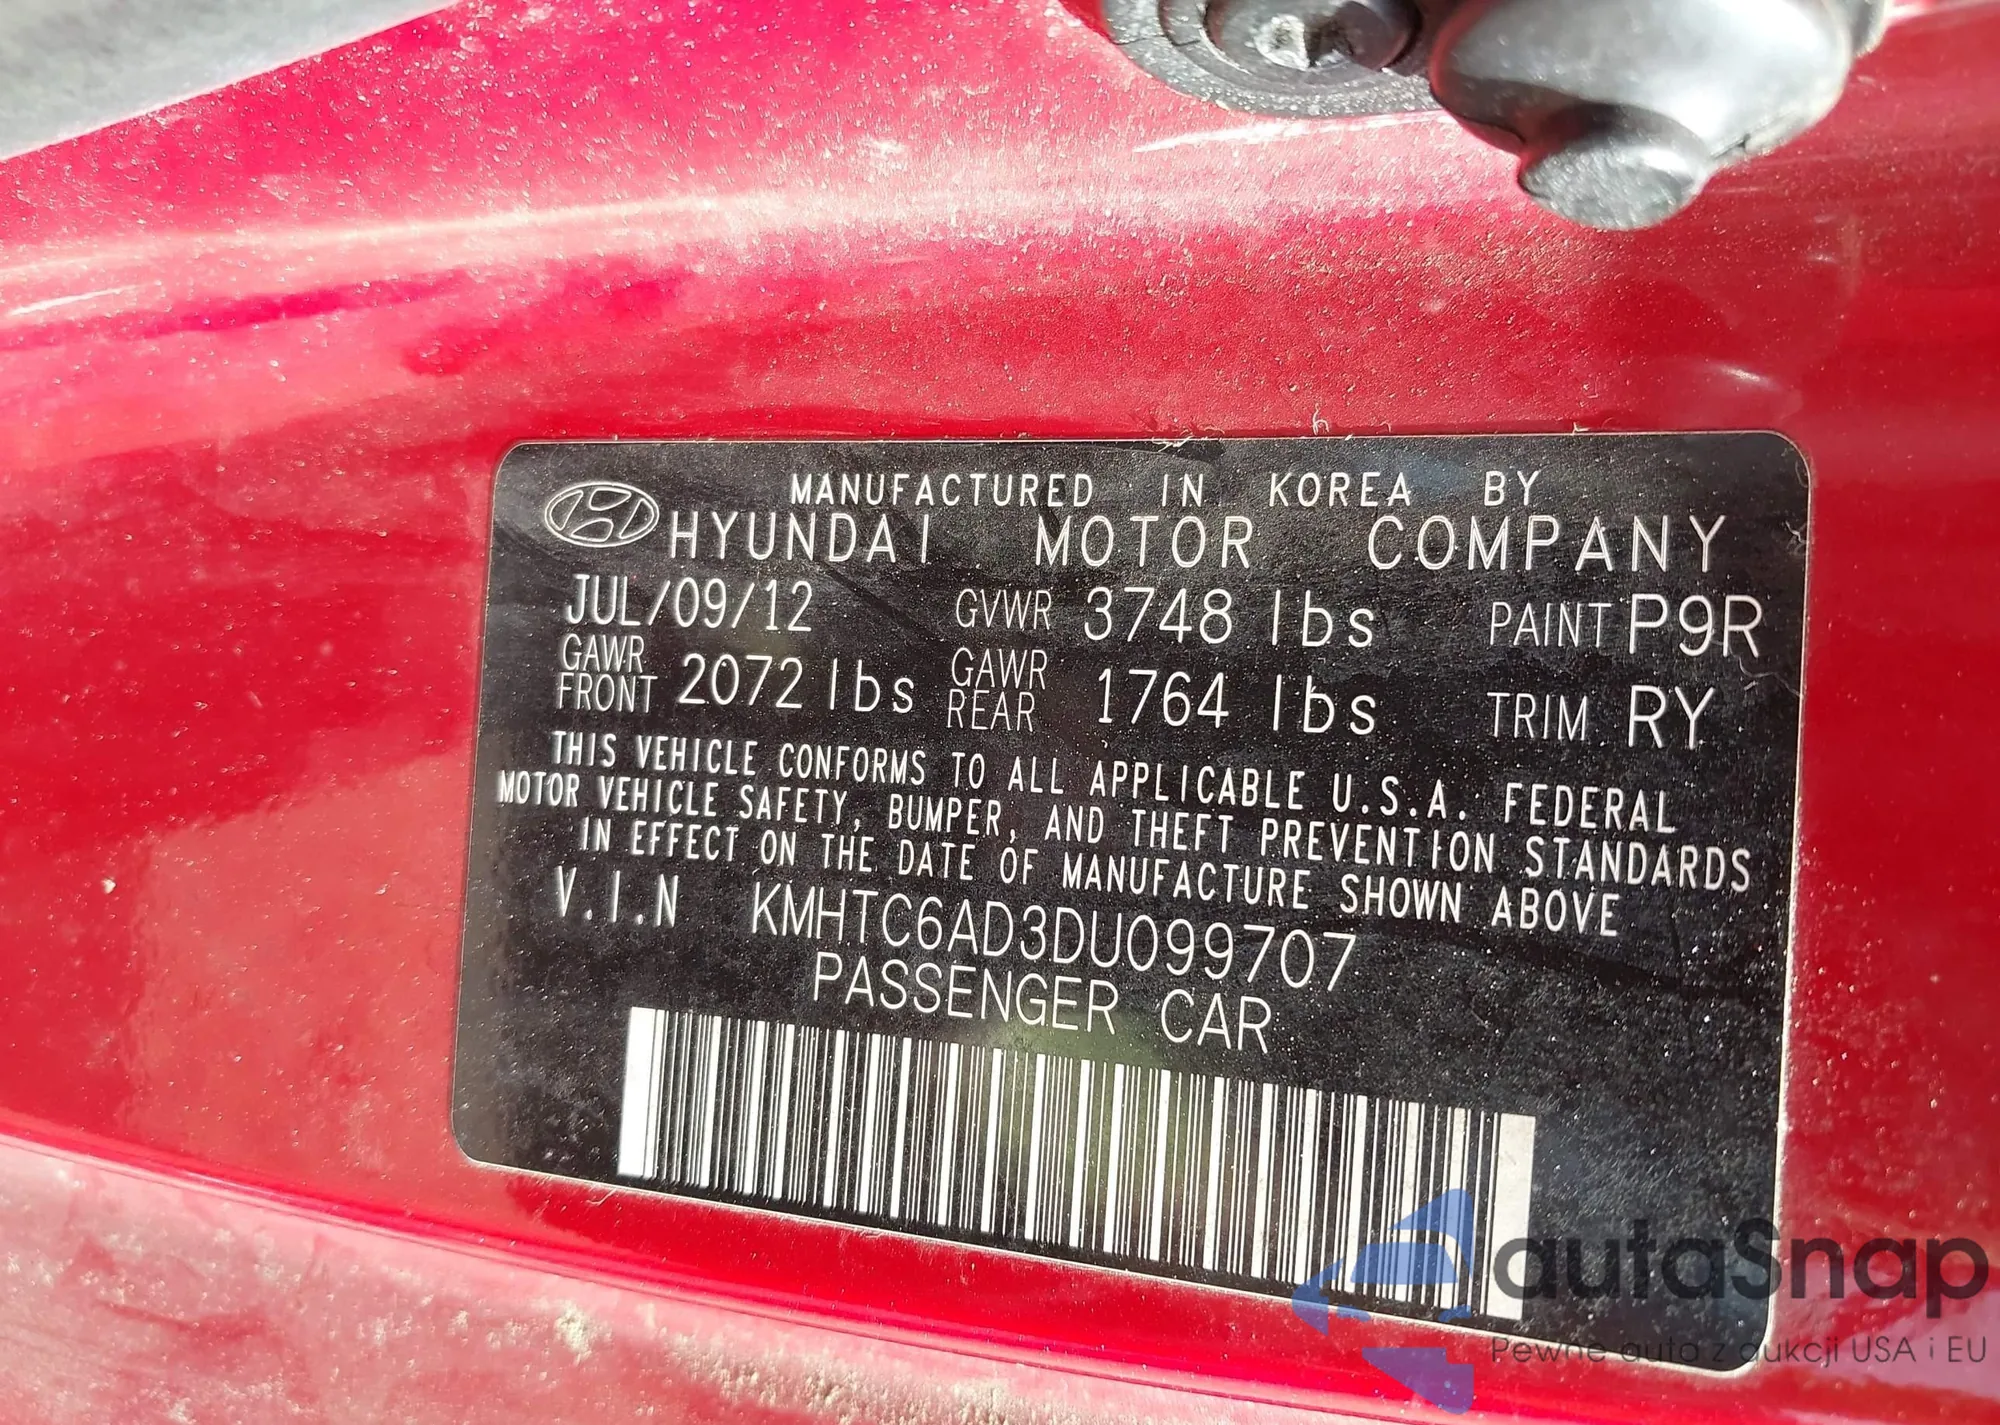 MANUFACTURED IN KOREA BY
HYUNDAI MOTOR COMPANY
JUL/09/12 GVWR 3748 lbs PAINT P9R
GAWR FRONT 2072 lbs GAWR REAR 1764 lbs TRIM RY
THIS VEHICLE CONFORMS TO ALL APPLICABLE U.S.A. FEDERAL
MOTOR VEHICLE SAFETY, BUMPER, AND THEFT PREVENTION STANDARDS
IN EFFECT ON THE DATE OF MANUFACTURE SHOWN ABOVE
V.I.N KMHTC6AD3DU099707
PASSENGER CAR
autaSnap
Pewne auto z aukcji USA i EU